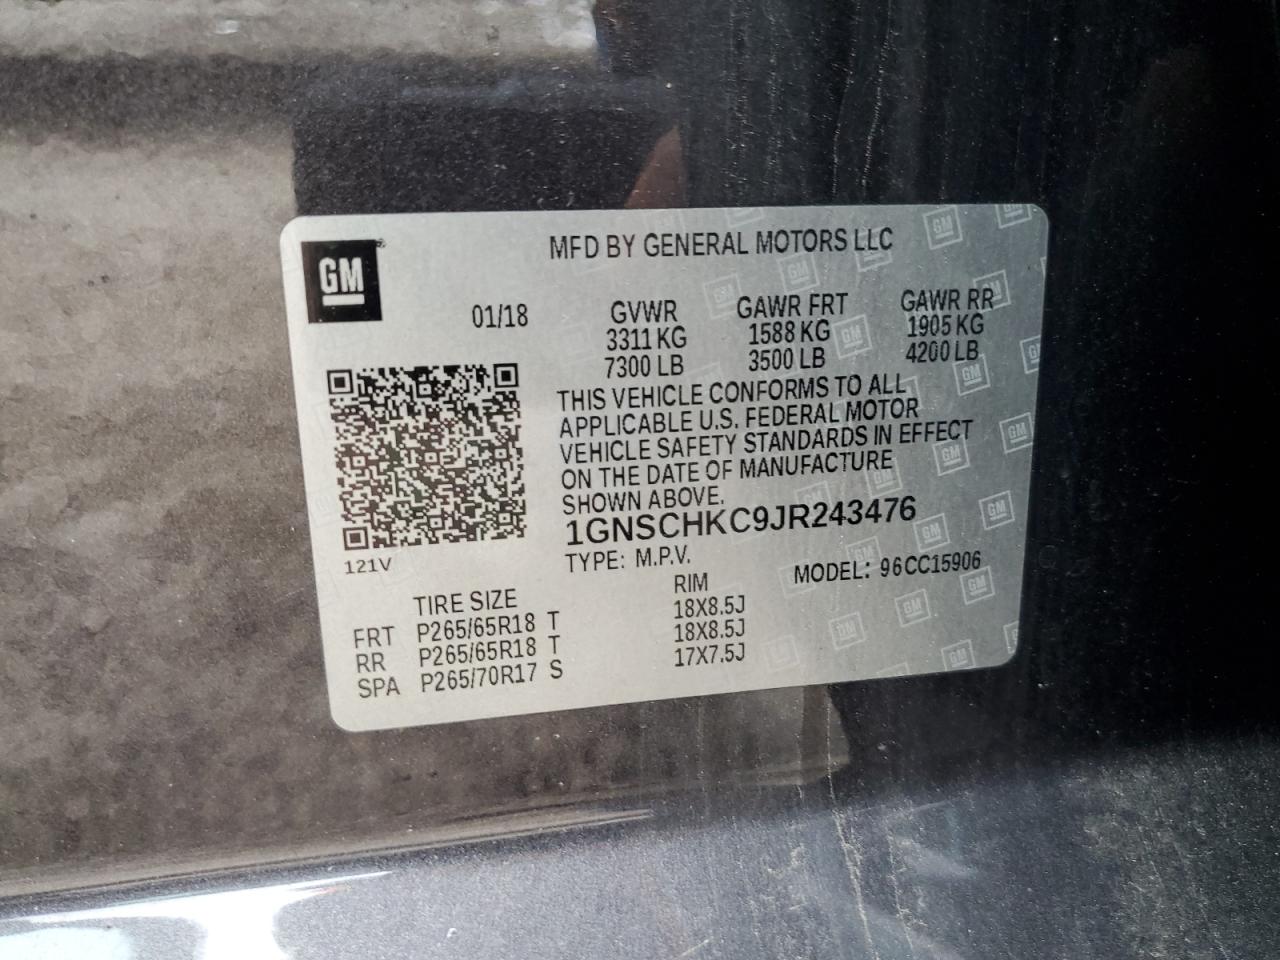 GM
MFD BY GENERAL MOTORS LLC
01/18
GVWR GAWR FRT GAWR RR
3311 KG 1588 KG 1905 KG
7300 LB 3500 LB 4200 LB
THIS VEHICLE CONFORMS TO ALL
APPLICABLE U.S. FEDERAL MOTOR
VEHICLE SAFETY STANDARDS IN EFFECT
ON THE DATE OF MANUFACTURE
SHOWN ABOVE.
1GNSCHKC9JR243476
121V
TYPE: M.P.V. MODEL: 96CC15906
TIRE SIZE RIM
FRT P265/65R18 T 18X8.5J
RR P265/65R18 T 18X8.5J
SPA P265/70R17 S 17X7.5J